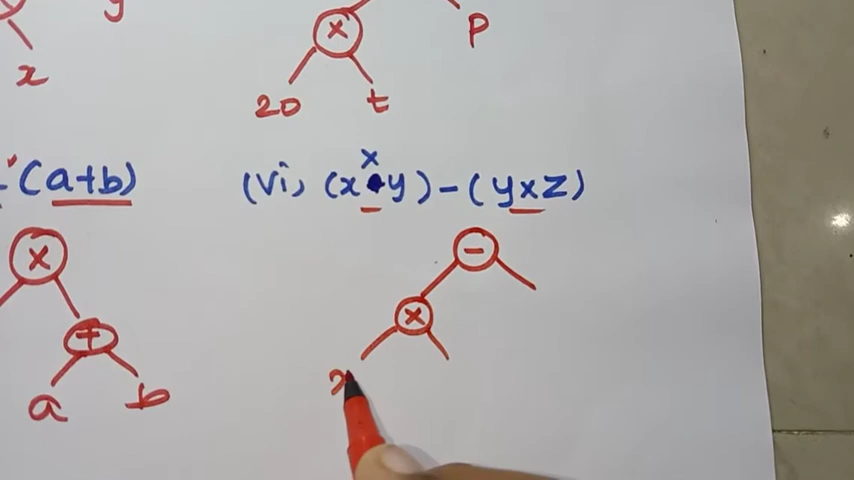 y
x
×
P
20 t
(a+b)
×
(vi, (x y) - (y×z)
×
+
a b
-
×
x